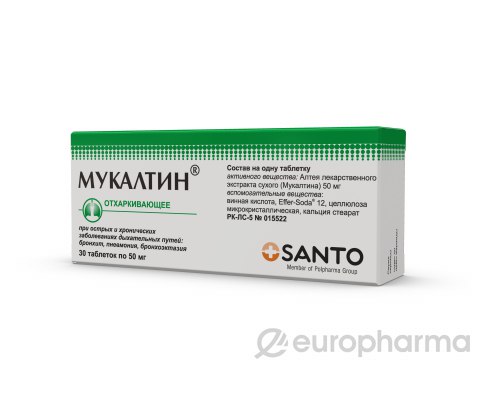 МУКАЛТИН®
ОТХАРКИВАЮЩЕЕ
при острых и хронических
заболеваниях дыхательных путей:
бронхит, пневмония, бронхоэктазия
30 таблеток по 50 мг
Состав на одну таблетку
активного вещества: Алтея лекарственного
экстракта сухого (Мукалтина) 50 мг
вспомогательные вещества:
винная кислота, Effer-Soda® 12, целлюлоза
микрокристаллическая, кальция стеарат
РК-ЛС-5 № 015522
SANTO
Member of Polpharma Group
europharma